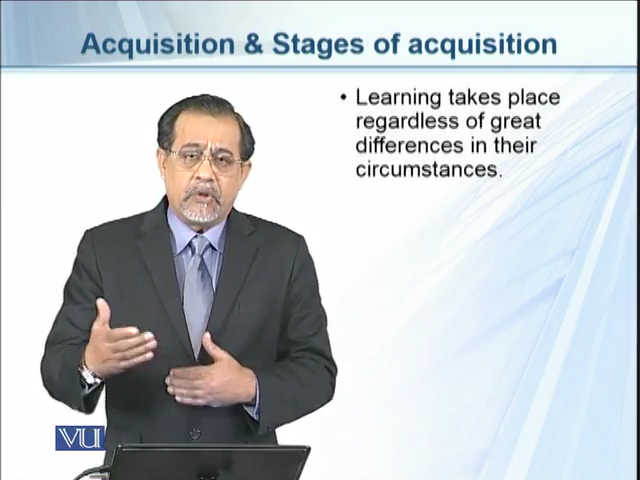 Acquisition & Stages of acquisition
• Learning takes place
regardless of great
differences in their
circumstances.
VU